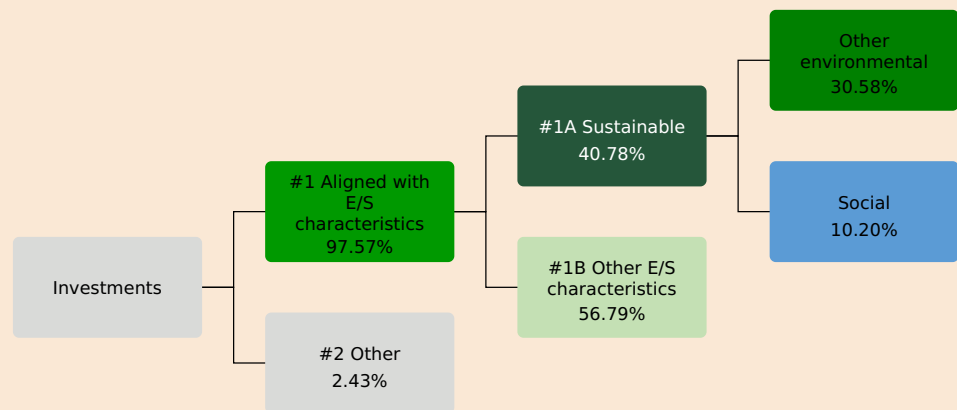 Investments
#1 Aligned with
E/S
characteristics
97.57%
#2 Other
2.43%
#1A Sustainable
40.78%
#1B Other E/S
characteristics
56.79%
Other
environmental
30.58%
Social
10.20%